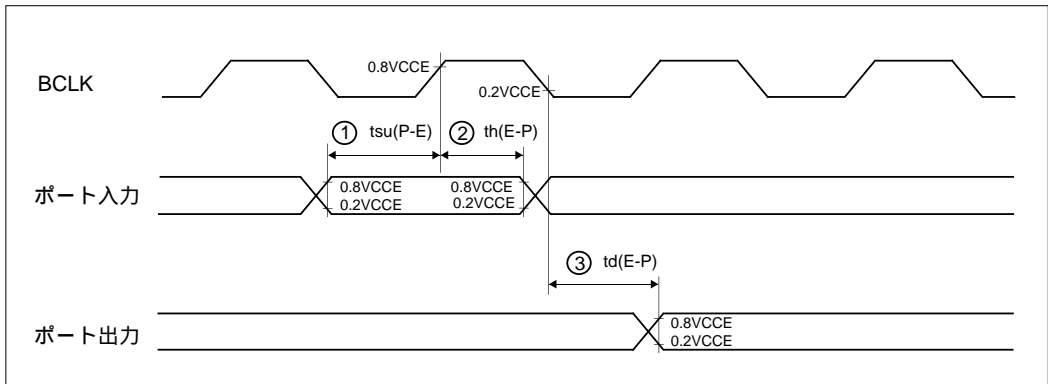 BCLK
0.8VCCE
0.2VCCE
① tsu(P-E)
② th(E-P)
ポート入力
0.8VCCE
0.8VCCE
0.2VCCE
0.2VCCE
③ td(E-P)
ポート出力
0.8VCCE
0.2VCCE